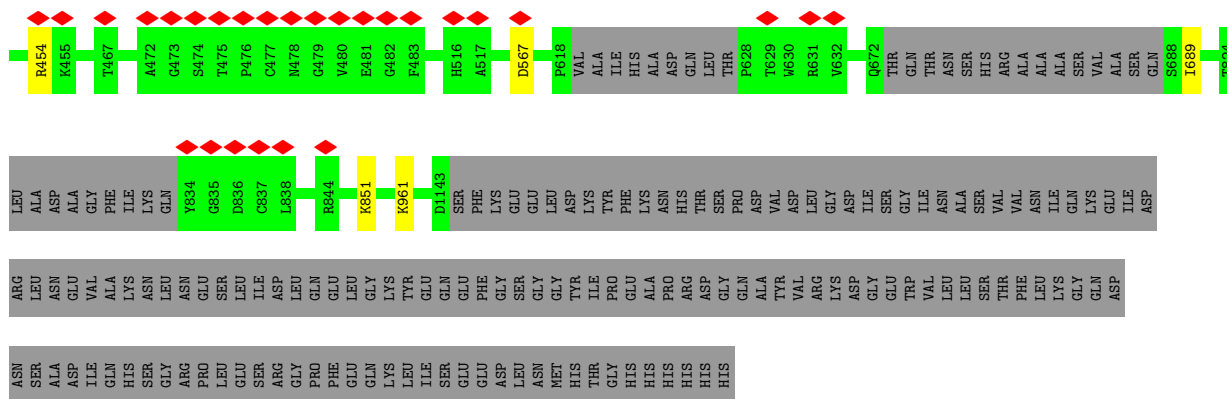 R454 K455 T467 A472 G473 S474 T475 P476 C477 N478 G479 V480 E481 G482 F483 H516 A517 D567 P618 VAL ALA ILE HIS ALA ASP GLN LEU THR P628 T629 W630 R631 V632 Q672 THR GLN THR ASN SER HIS ARG ALA ALA ALA SER VAL ALA SER GLN S688 I689 T824
LEU ALA ASP ALA GLY PHE ILE LYS GLN Y834 G835 D836 C837 L838 R844 K851 K961 D1143 SER PHE LYS GLU GLU LEU ASP LYS TYR PHE LYS ASN HIS THR SER PRO ASP VAL ASP LEU GLY ASP ILE SER GLY ILE ASN ALA SER VAL VAL ASN ILE GLN LYS GLU ILE ASP
ARG LEU ASN GLU VAL ALA LYS ASN LEU ASN GLU SER LEU ILE ASP LEU GLN GLU LEU GLY LYS TYR GLU GLN GLU PHE GLY SER GLY GLY TYR ILE PRO GLU ALA PRO ARG ASP GLY GLN ALA TYR VAL ARG LYS ASP GLY GLU TRP VAL LEU LEU SER THR PHE LEU LYS GLY GLN ASP
ASN SER ALA ASP ILE GLN HIS SER GLY ARG PRO LEU GLU SER ARG GLY PRO PHE GLU GLN LYS LEU ILE SER GLU GLU ASP LEU ASN MET HIS THR GLY HIS HIS HIS HIS HIS HIS